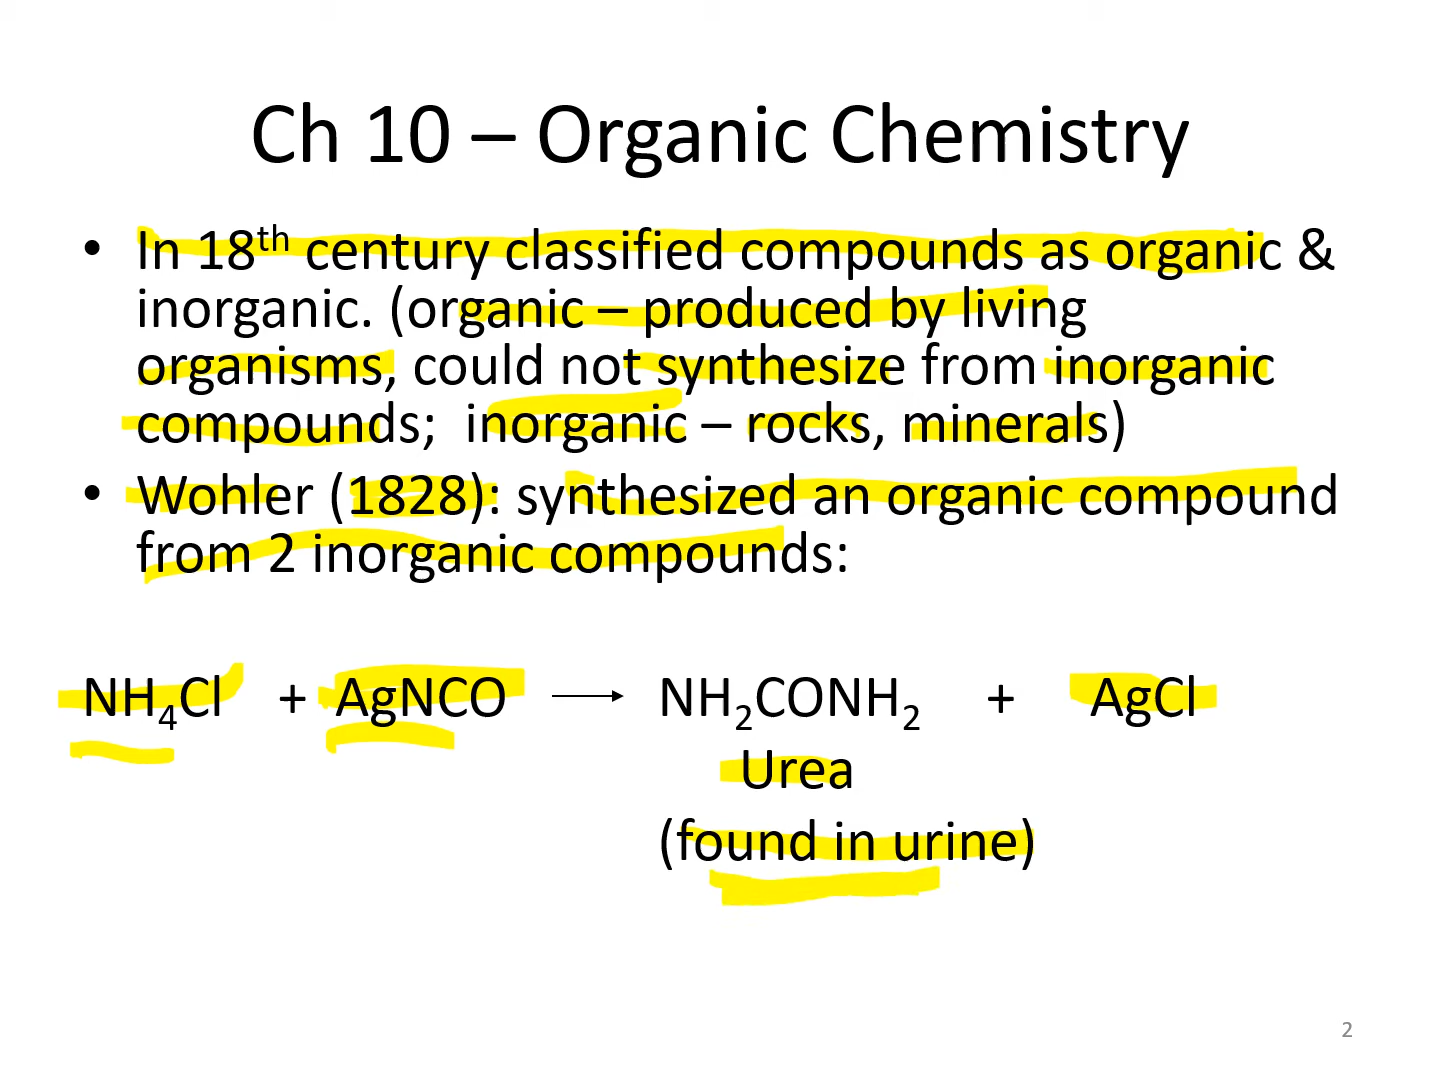 Ch 10 – Organic Chemistry
• In 18th century classified compounds as organic &
inorganic. (organic – produced by living
organisms, could not synthesize from inorganic
compounds;  inorganic – rocks, minerals)
• Wohler (1828): synthesized an organic compound
from 2 inorganic compounds:
NH₄Cl + AgNCO ⟶ NH₂CONH₂ + AgCl
Urea
(found in urine)
2